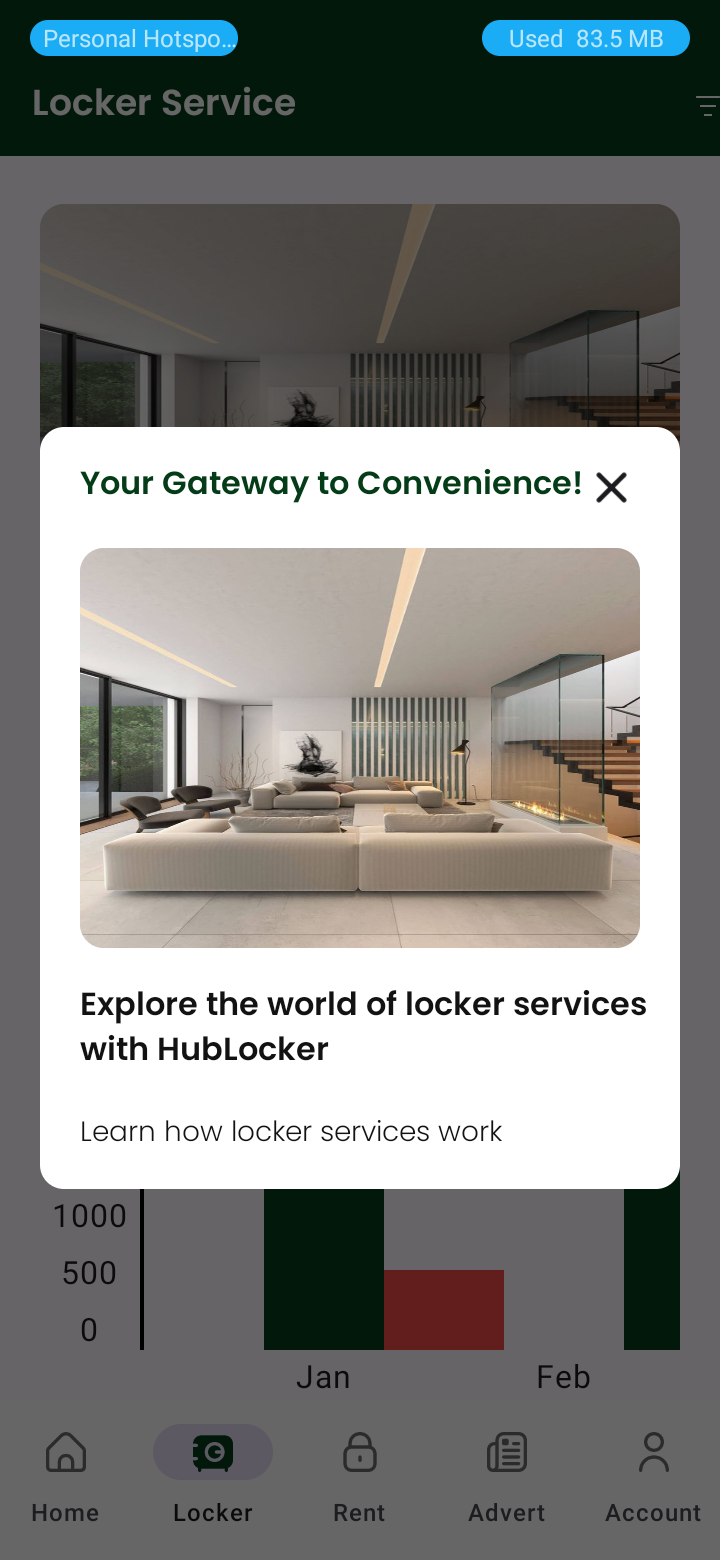 Personal Hotspo… Used 83.5 MB
Locker Service
Your Gateway to Convenience!
Explore the world of locker services
with HubLocker
Learn how locker services work
1000
500
0
Jan Feb
Home Locker Rent Advert Account